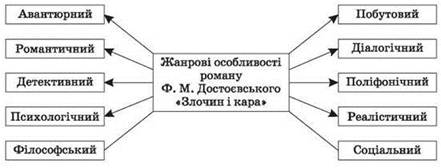 Авантюрний
Романтичний
Детективний
Психологічний
Філософський
Жанрові особливості
роману
Ф. М. Достоєвського
«Злочин і кара»
Побутовий
Діалогічний
Поліфонічний
Реалістичний
Соціальний